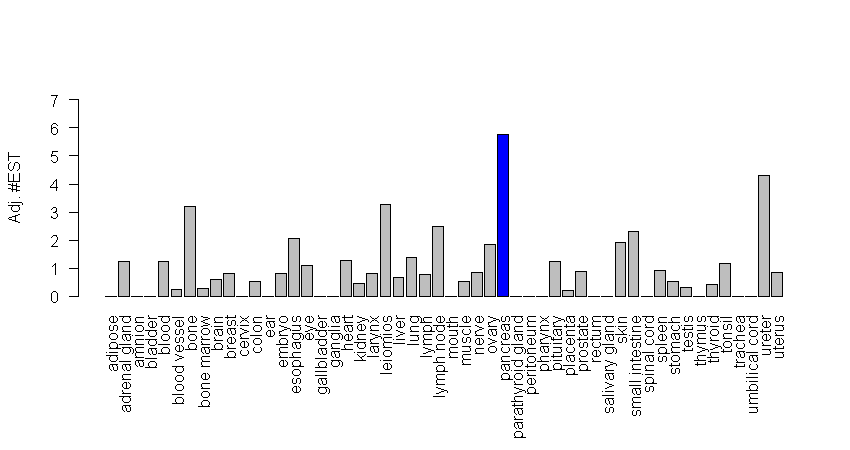 Adj. #EST
7
6
5
4
3
2
1
0
adipose
adrenal gland
amnion
bladder
blood
blood vessel
bone
bone marrow
brain
breast
cervix
colon
ear
embryo
esophagus
eye
gallbladder
ganglia
heart
kidney
larynx
leiomios
liver
lung
lymph
lymph node
mouth
muscle
nerve
ovary
pancreas
parathyroid gland
peritoneum
pharynx
pituitary
placenta
prostate
rectum
salivary gland
skin
small intestine
spinal cord
spleen
stomach
testis
thymus
thyroid
tonsil
trachea
umbilical cord
ureter
uterus